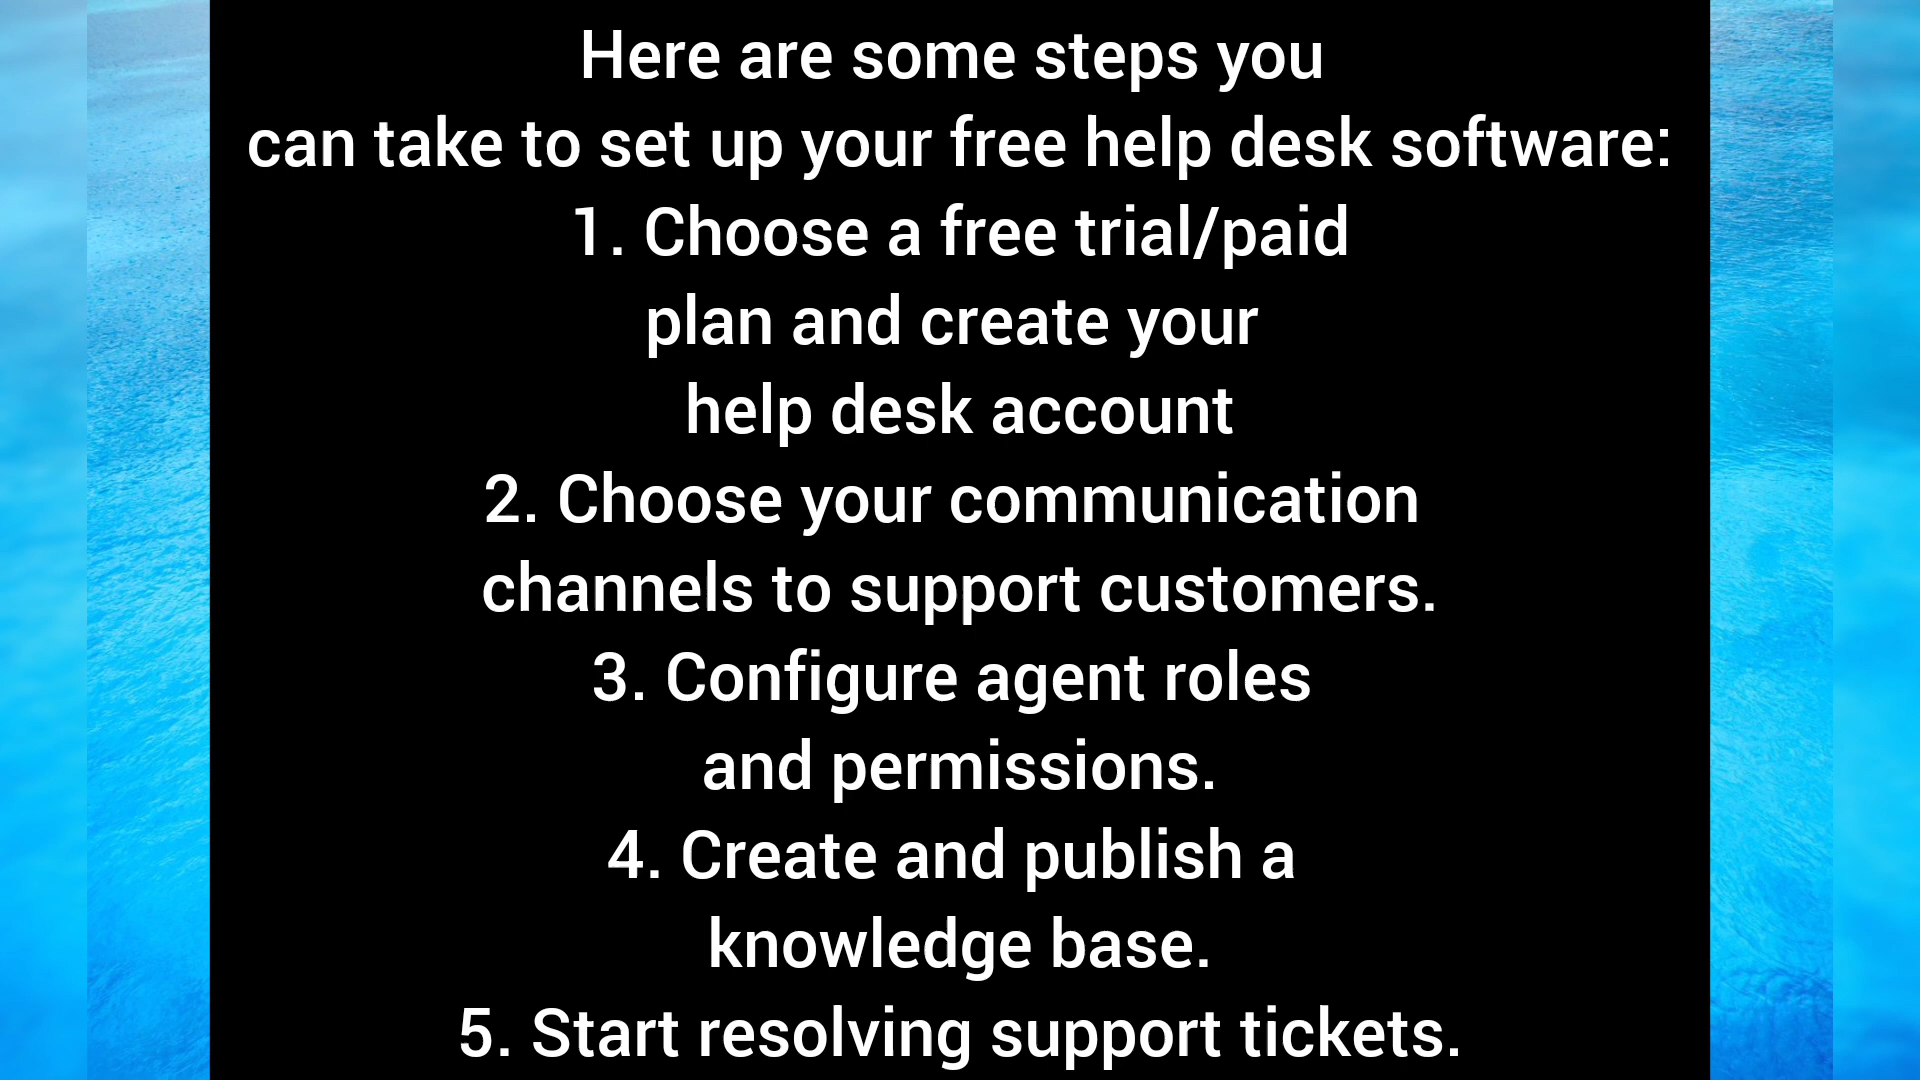 Here are some steps you
can take to set up your free help desk software:
1. Choose a free trial/paid
plan and create your
help desk account
2. Choose your communication
channels to support customers.
3. Configure agent roles
and permissions.
4. Create and publish a
knowledge base.
5. Start resolving support tickets.